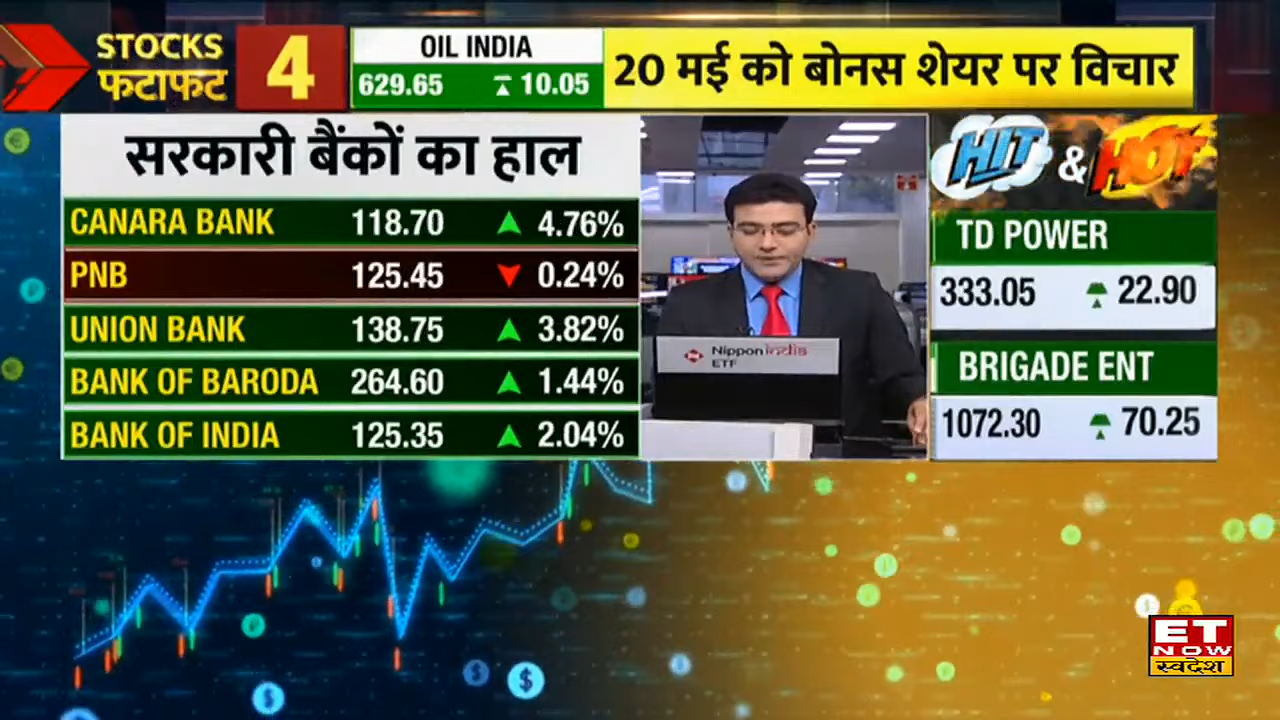 STOCKS
फटाफट
4
OIL INDIA
629.65 10.05
20 मई को बोनस शेयर पर विचार
सरकारी बैंकों का हाल
CANARA BANK 118.70 4.76%
PNB 125.45 0.24%
UNION BANK 138.75 3.82%
BANK OF BARODA 264.60 1.44%
BANK OF INDIA 125.35 2.04%
Nippon india
ETF
HIT & HOT
TD POWER
333.05 22.90
BRIGADE ENT
1072.30 70.25
ET
NOW
स्वदेश